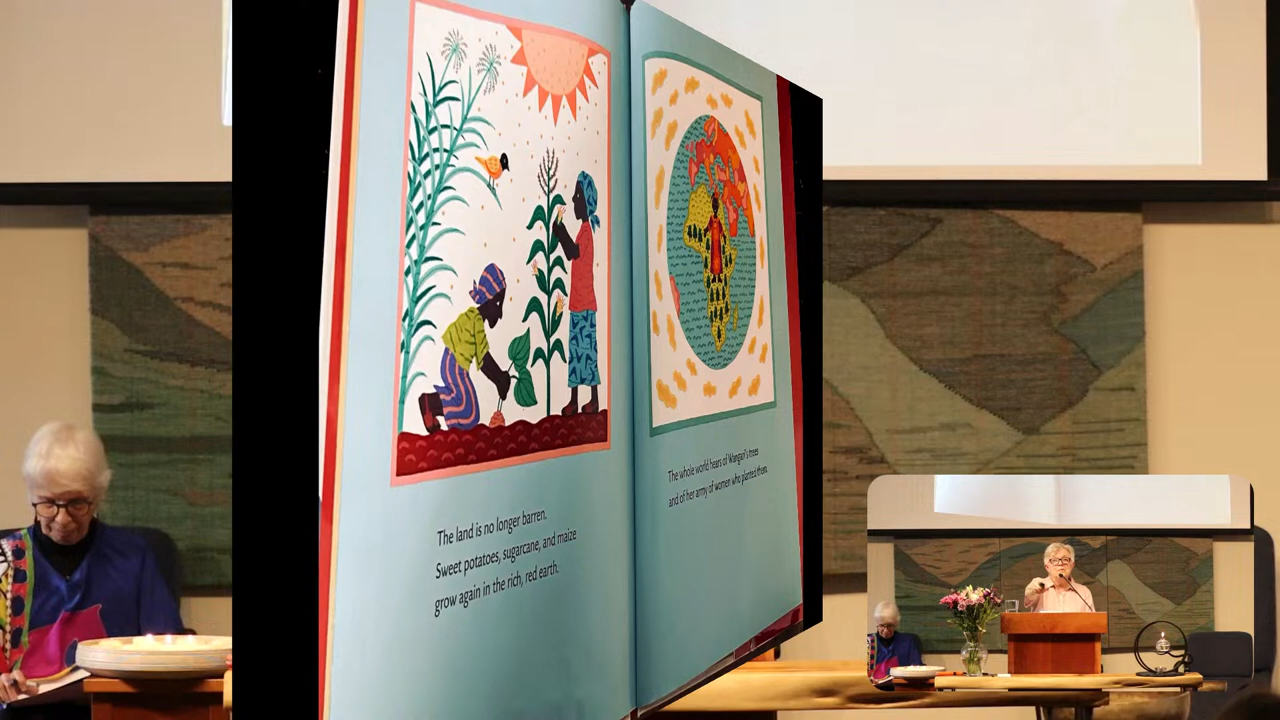 The land is no longer barren.
Sweet potatoes, sugarcane, and maize
grow again in the rich, red earth.
The whole world hears of Wangari's trees
and of her army of women who planted them.